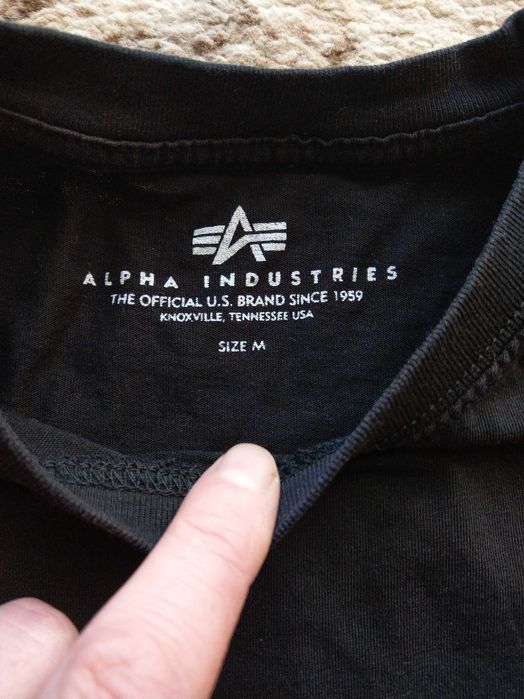 ALPHA INDUSTRIES
THE OFFICIAL U.S. BRAND SINCE 1959
KNOXVILLE, TENNESSEE USA
SIZE M